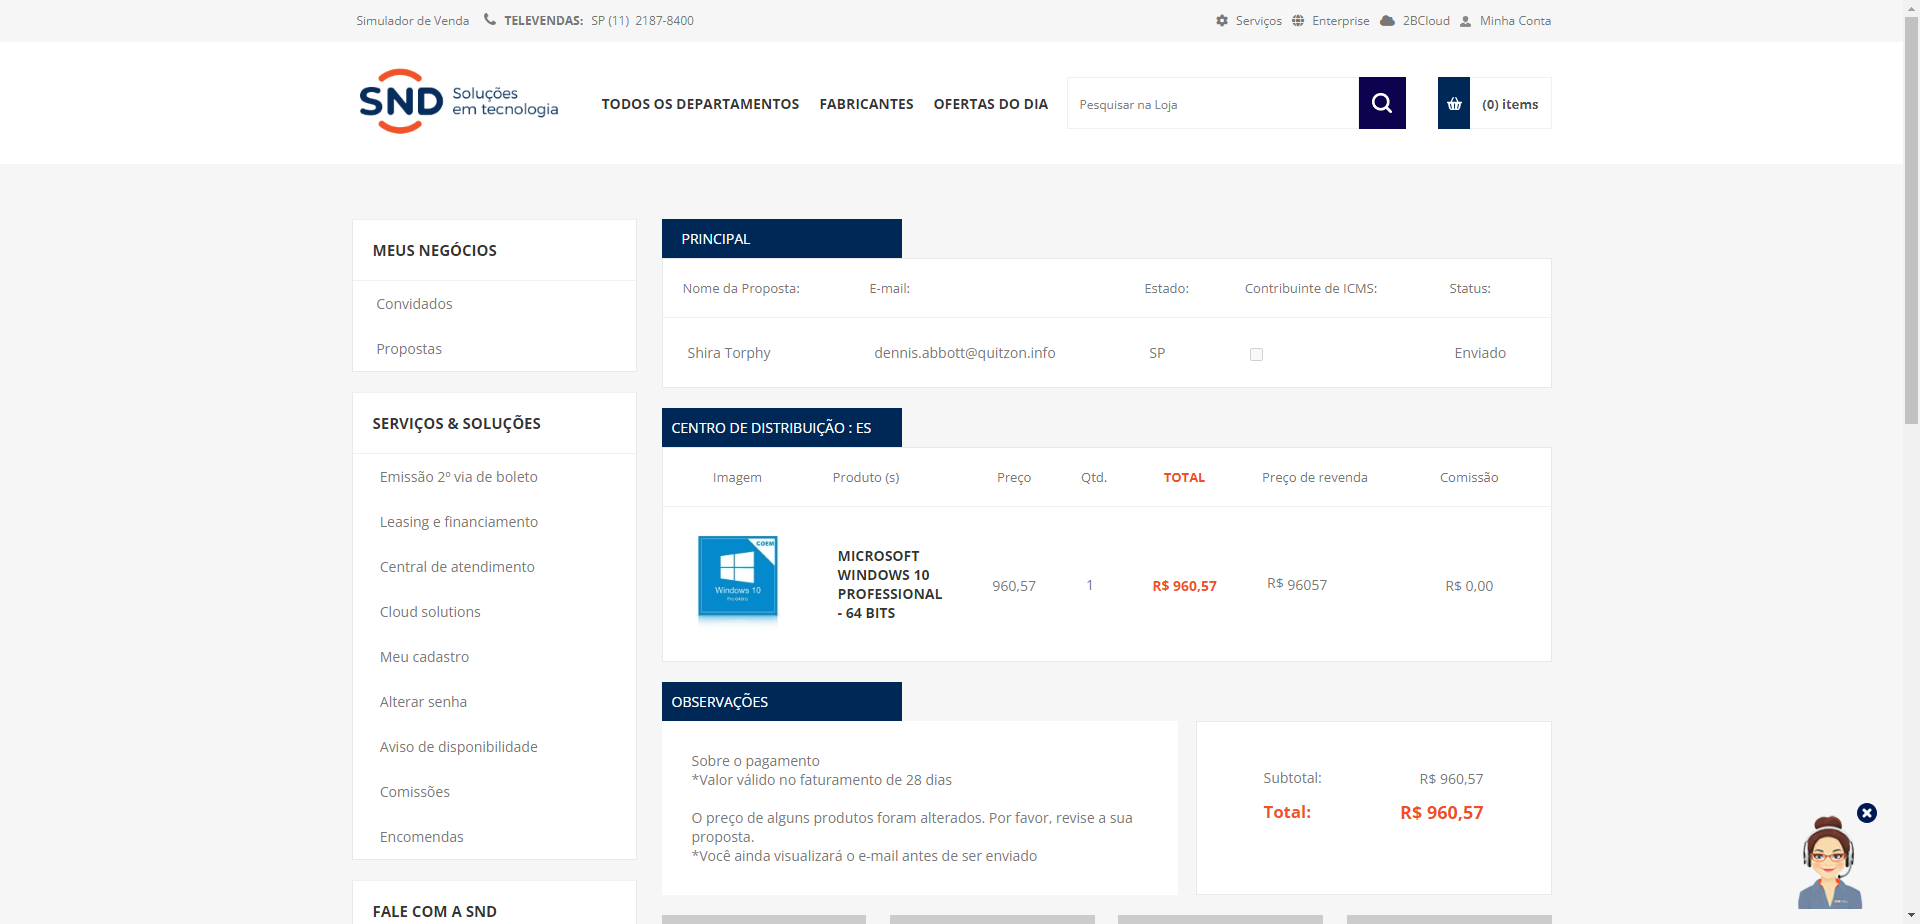 Simulador de Venda TELEVENDAS: SP (11) 2187-8400
Serviços Enterprise 2BCloud Minha Conta
SND Soluções
em tecnologia
TODOS OS DEPARTAMENTOS FABRICANTES OFERTAS DO DIA
Pesquisar na Loja
(0) items
MEUS NEGÓCIOS
Convidados
Propostas
SERVIÇOS & SOLUÇÕES
Emissão 2º via de boleto
Leasing e financiamento
Central de atendimento
Cloud solutions
Meu cadastro
Alterar senha
Aviso de disponibilidade
Comissões
Encomendas
FALE COM A SND
PRINCIPAL
Nome da Proposta: E-mail: Estado: Contribuinte de ICMS: Status:
Shira Torphy dennis.abbott@quitzon.info SP Enviado
CENTRO DE DISTRIBUIÇÃO : ES
Imagem Produto (s) Preço Qtd. TOTAL Preço de revenda Comissão
COEM
Windows 10
Pro 64Bits
MICROSOFT
WINDOWS 10
PROFESSIONAL
- 64 BITS
960,57 1 R$ 960,57 R$ 96057 R$ 0,00
OBSERVAÇÕES
Sobre o pagamento
*Valor válido no faturamento de 28 dias
O preço de alguns produtos foram alterados. Por favor, revise a sua
proposta.
*Você ainda visualizará o e-mail antes de ser enviado
Subtotal: R$ 960,57
Total: R$ 960,57